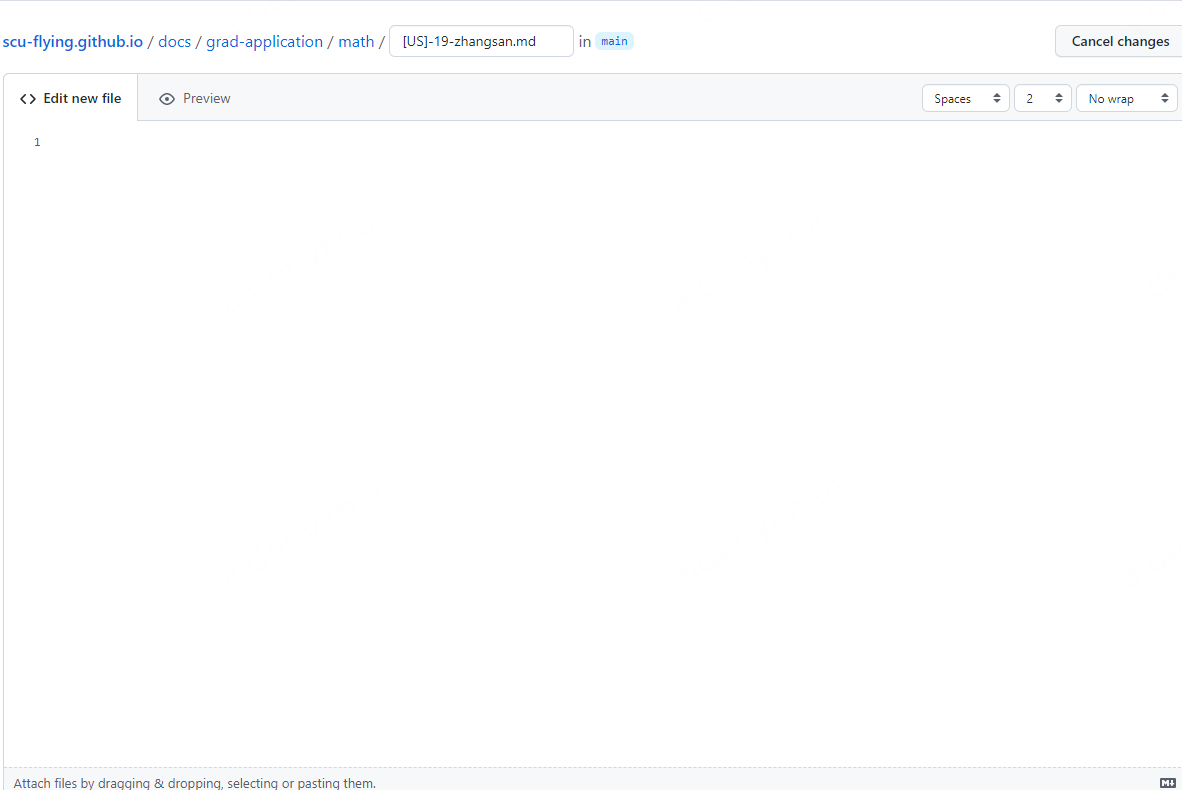 scu-flying.github.io / docs / grad-application / math / [US]-19-zhangsan.md in main Cancel changes
<> Edit new file Preview Spaces 2 No wrap
1
Attach files by dragging & dropping, selecting or pasting them.